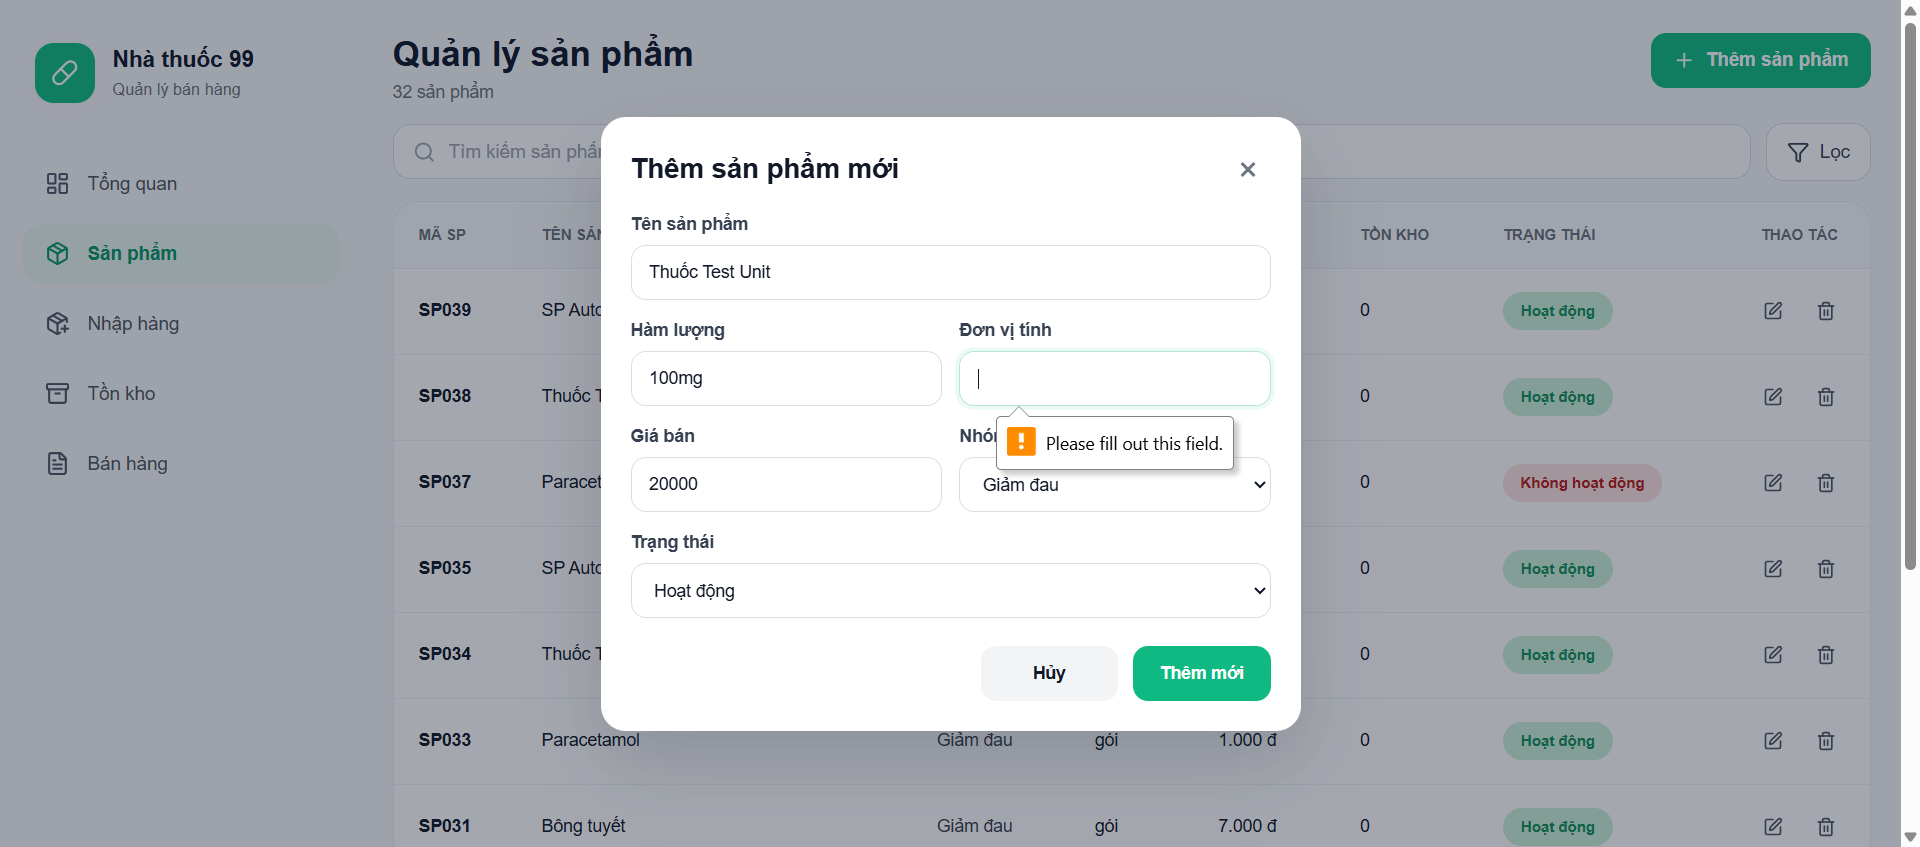 Nhà thuốc 99
Quản lý bán hàng
Tổng quan
Sản phẩm
Nhập hàng
Tồn kho
Bán hàng
Quản lý sản phẩm
32 sản phẩm
Thêm sản phẩm
Tìm kiếm sản
Lọc
MÃ SP TÊN TỒN KHO TRẠNG THÁI THAO TÁC
SP039 SP 0 Hoạt động
SP038 Thuốc 0 Hoạt động
SP037 0 Không hoạt động
SP035 SP 0 Hoạt động
SP034 Thuốc 0 Hoạt động
SP033 Paracetamol Giảm đau gói 1.000 đ 0 Hoạt động
SP031 Bông tuyết Giảm đau gói 7.000 đ 0 Hoạt động
Thêm sản phẩm mới
Tên sản phẩm
Thuốc Test Unit
Hàm lượng Đơn vị tính
100mg
Please fill out this field.
Giá bán
20000 Giảm đau
Trạng thái
Hoạt động
Hủy Thêm mới